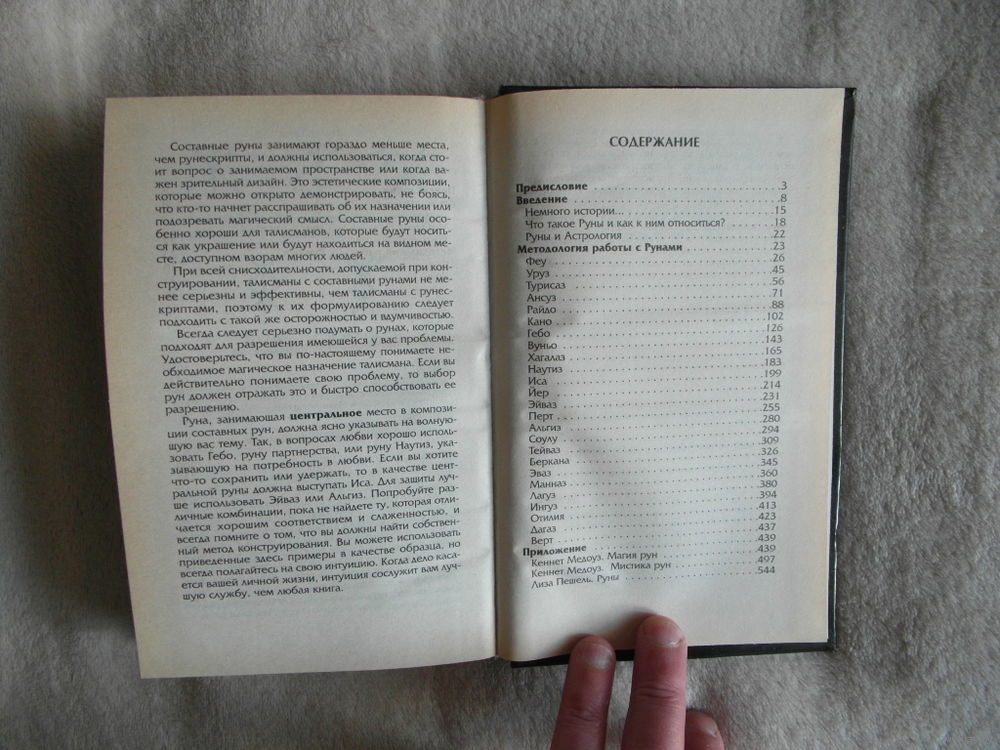 Составные руны занимают гораздо меньше места,
чем рунескрипты, и должны использоваться, когда сто-
ит вопрос о занимаемом пространстве или когда ва-
жен зрительный дизайн. Это эстетические композиции,
которые можно открыто демонстрировать, не боясь,
что кто-то начнет расспрашивать об их назначении или
подозревать магический смысл. Составные руны осо-
бенно хороши для талисманов, которые будут носить-
ся как украшение или будут находиться на видном ме-
сте, доступном взорам многих людей.
При всей снисходительности, допускаемой при кон-
струировании, талисманы с составными рунами не ме-
нее серьезны и эффективны, чем талисманы с рунес-
криптами, поэтому к их формулированию следует
подходить с такой же осторожностью и вдумчивостью.
Всегда следует серьезно подумать о рунах, которые
подходят для разрешения имеющейся у вас проблемы.
Удостоверьтесь, что вы по-настоящему понимаете не-
обходимое магическое назначение талисмана. Если вы
действительно понимаете свою проблему, то выбор
рун должен отражать это и быстро способствовать ее
разрешению.
Руна, занимающая центральное место в компози-
ции составных рун, должна ясно указывать на волную-
щую вас тему. Так, в вопросах любви хорошо исполь-
зовать Гебо, руну партнерства, или руну Наутиз, ука-
зывающую на потребность в любви. Если вы хотите
что-то сохранить или удержать, то в качестве цент-
ральной руны должна выступать Иса. Для защиты луч-
ше использовать Эйваз или Альгиз. Попробуйте раз-
личные комбинации, пока не найдете ту, которая отли-
чается хорошим соответствием и слаженностью, и
всегда помните о том, что вы должны найти собствен-
ный метод конструирования. Вы можете использовать
приведенные здесь примеры в качестве образца, но
всегда полагайтесь на свою интуицию. Когда дело каса-
ется вашей личной жизни, интуиция сослужит вам луч-
шую службу, чем любая книга.
СОДЕРЖАНИЕ
Предисловие 3
Введение 8
Немного истории... 15
Что такое Руны и как к ним относиться? 18
Руны и Астрология 22
Методология работы с Рунами 23
Феу 26
Уруз 45
Турисаз 56
Ансуз 71
Райдо 88
Кано 102
Гебо 126
Вуньо 143
Хагалаз 165
Наутиз 183
Иса 199
Йер 214
Эйваз 231
Перт 255
Альгиз 280
Соулу 294
Тейваз 309
Беркана 326
Эваз 345
Манназ 360
Лагуз 380
Ингуз 394
Отилия 413
Дагаз 423
Верт 437
Приложение 439
Кеннет Медоуз. Магия рун 439
Кеннет Медоуз. Мистика рун 497
Лиза Пешель. Руны 544